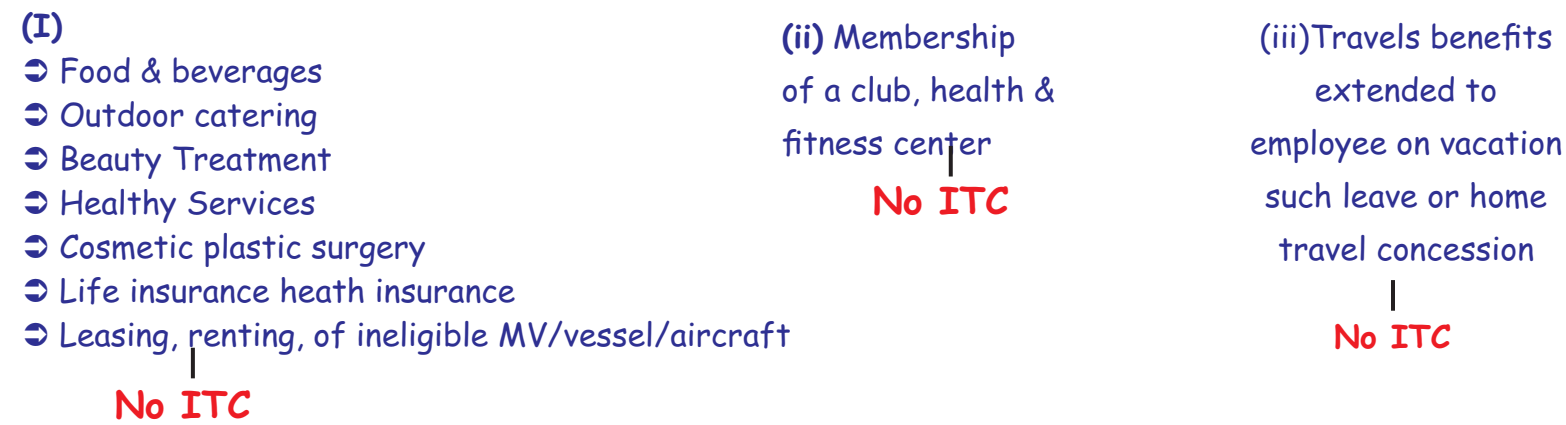 (I)
➲ Food & beverages
➲ Outdoor catering
➲ Beauty Treatment
➲ Healthy Services
➲ Cosmetic plastic surgery
➲ Life insurance heath insurance
➲ Leasing, renting, of ineligible MV/vessel/aircraft
No ITC
(ii) Membership
of a club, health &
fitness center
No ITC
(iii)Travels benefits
extended to
employee on vacation
such leave or home
travel concession
No ITC